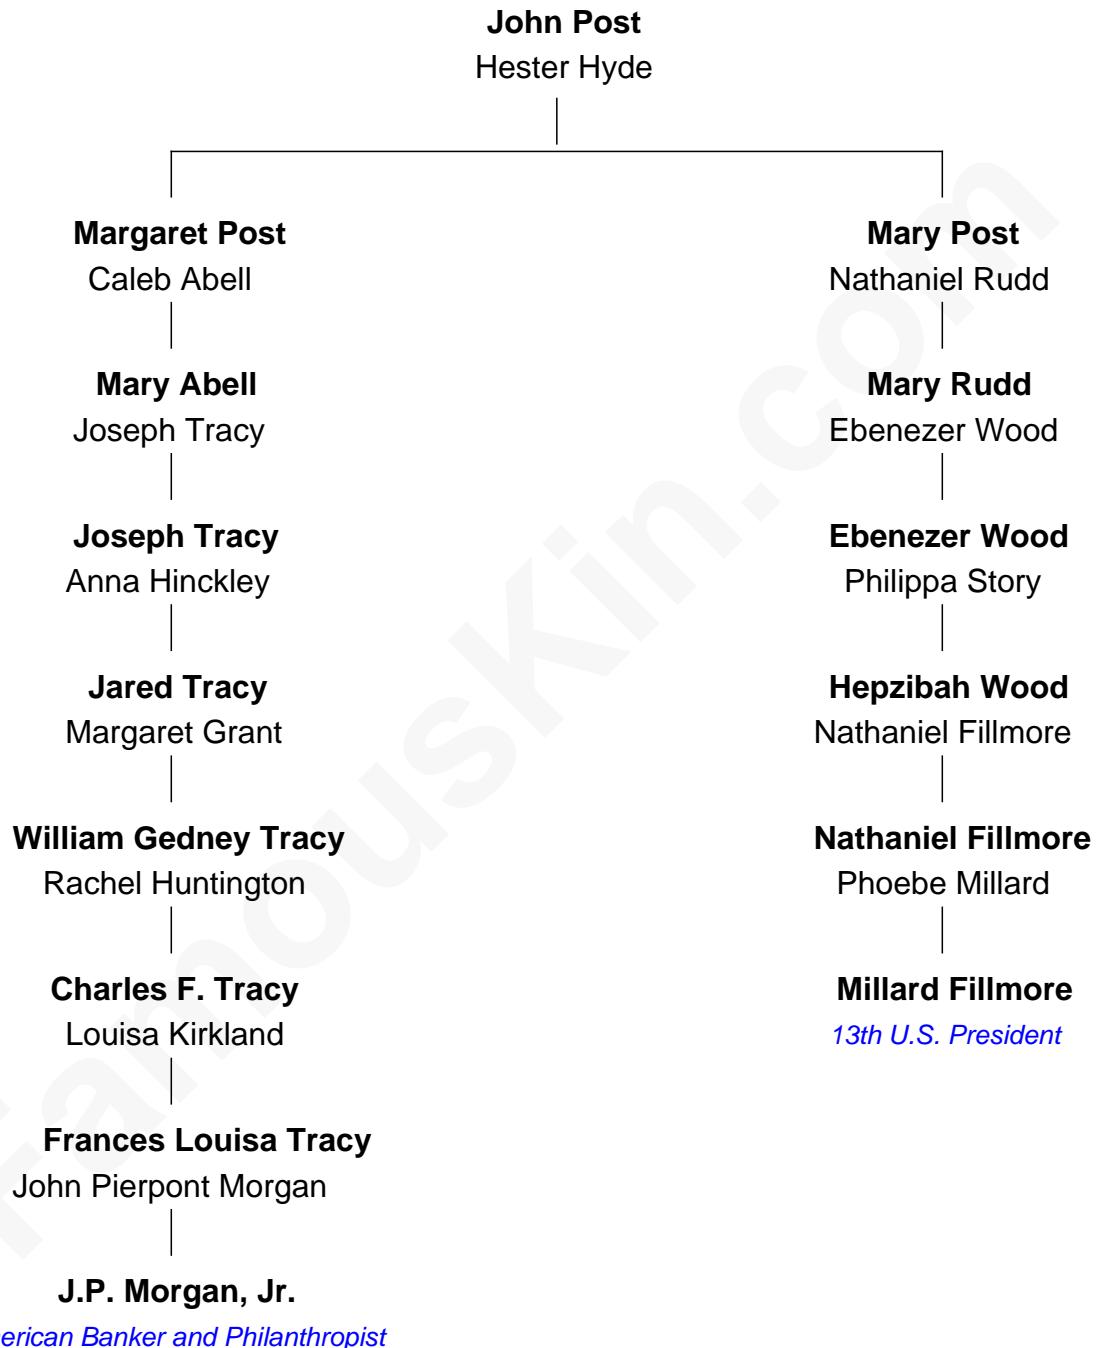 John Post
Hester Hyde
Margaret Post
Caleb Abell
Mary Abell
Joseph Tracy
Joseph Tracy
Anna Hinckley
Jared Tracy
Margaret Grant
William Gedney Tracy
Rachel Huntington
Charles F. Tracy
Louisa Kirkland
Frances Louisa Tracy
John Pierpont Morgan
J.P. Morgan, Jr.
erican Banker and Philanthropist
Mary Post
Nathaniel Rudd
Mary Rudd
Ebenezer Wood
Ebenezer Wood
Philippa Story
Hepzibah Wood
Nathaniel Fillmore
Nathaniel Fillmore
Phoebe Millard
Millard Fillmore
13th U.S. President
FamousKin.com